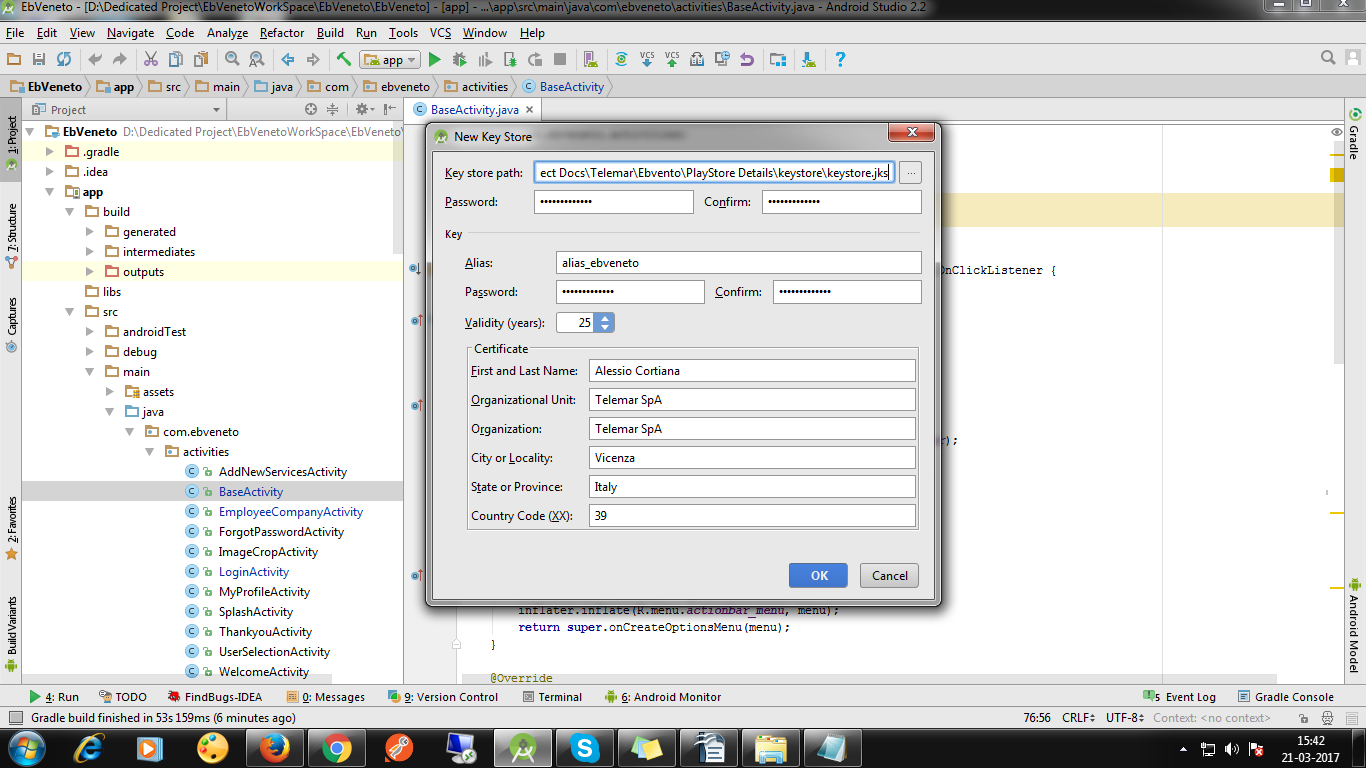 EbVeneto - [D:\Dedicated Project\EbVenetoWorkSpace\EbVeneto\EbVeneto] - [app] - ...\app\src\main\java\com\ebveneto\activities\BaseActivity.java - Android Studio 2.2
File Edit View Navigate Code Analyze Refactor Build Run Tools VCS Window Help
app
VCS VCS
EbVeneto app src main java com ebveneto activities BaseActivity
Project
BaseActivity.java
1: Project
7: Structure
Captures
2: Favorites
Build Variants
Gradle
Android Model
EbVeneto D:\Dedicated Project\EbVenetoWorkSpace\EbVeneto\
.gradle
.idea
app
build
generated
intermediates
outputs
libs
src
androidTest
debug
main
assets
java
com.ebveneto
activities
AddNewServicesActivity
BaseActivity
EmployeeCompanyActivity
ForgotPasswordActivity
ImageCropActivity
LoginActivity
MyProfileActivity
SplashActivity
ThankyouActivity
UserSelectionActivity
WelcomeActivity
New Key Store
Key store path: ect Docs\Telemar\Ebvento\PlayStore Details\keystore\keystore.jks ...
Password: ••••••••••••• Confirm: •••••••••••••
Key
Alias: alias_ebveneto
Password: ••••••••••••• Confirm: •••••••••••••
Validity (years): 25
Certificate
First and Last Name: Alessio Cortiana
Organizational Unit: Telemar SpA
Organization: Telemar SpA
City or Locality: Vicenza
State or Province: Italy
Country Code (XX): 39
OK Cancel
OnClickListener {
);
inflater.inflate(R.menu.actionbar_menu, menu);
return super.onCreateOptionsMenu(menu);
}
@Override
4: Run TODO FindBugs-IDEA 0: Messages 9: Version Control Terminal 6: Android Monitor 5 Event Log Gradle Console
Gradle build finished in 53s 159ms (6 minutes ago) 76:56 CRLF UTF-8 Context: <no context>
15:42
21-03-2017